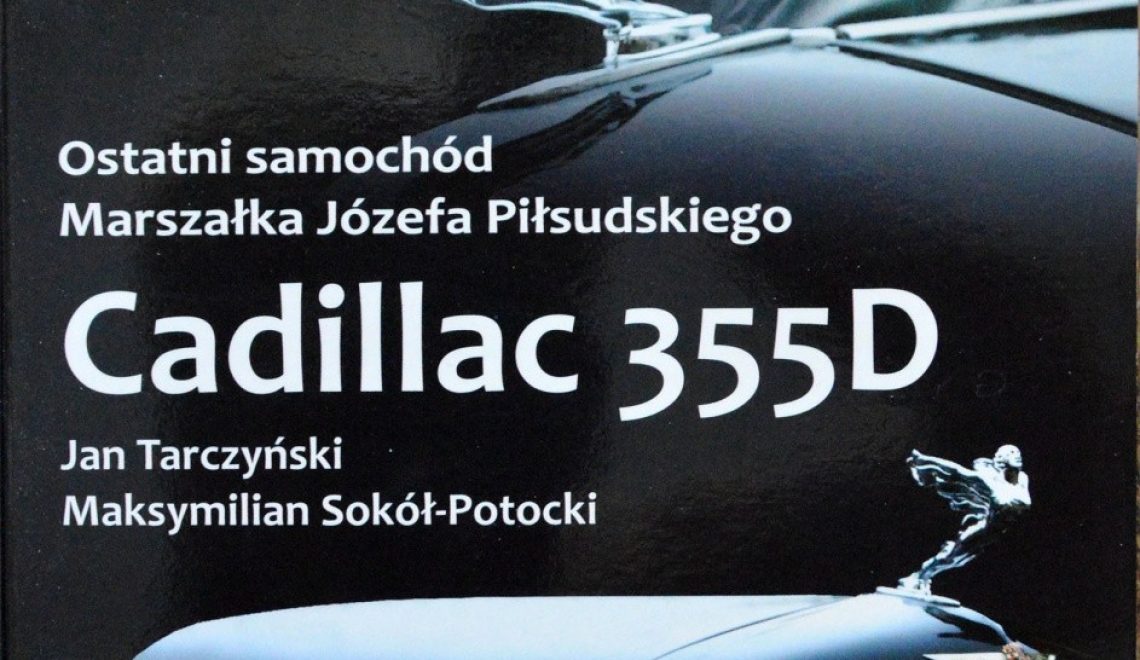 Ostatni samochód
Marszałka Józefa Piłsudskiego
Cadillac 355D
Jan Tarczyński
Maksymilian Sokół-Potocki